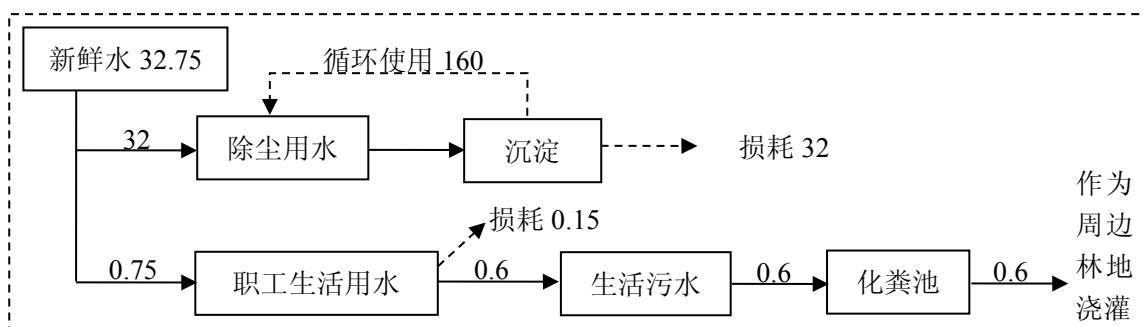 新鲜水 32.75
循环使用 160
32
除尘用水
沉淀
损耗 32
损耗 0.15
0.75
职工生活用水
0.6
生活污水
0.6
化粪池
0.6
作为
周边
林地
浇灌